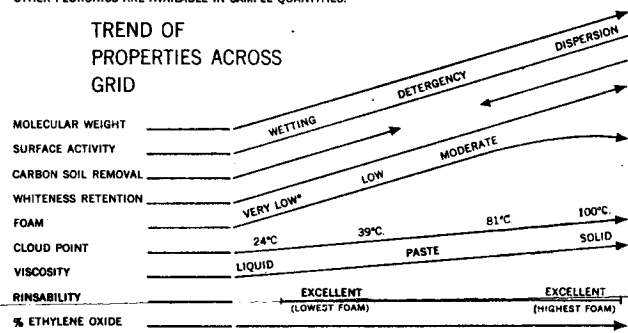 OTHER PLURONICS ARE AVAILABLE IN SAMPLE QUANTITIES.
TREND OF
PROPERTIES ACROSS
GRID
MOLECULAR WEIGHT
SURFACE ACTIVITY
WETTING DETERGENCY DISPERSION
CARBON SOIL REMOVAL
WHITENESS RETENTION
FOAM
VERY LOW* LOW MODERATE
CLOUD POINT
24°C 39°C. 81°C. 100°C.
VISCOSITY
LIQUID PASTE SOLID
RINSABILITY
EXCELLENT EXCELLENT
(LOWEST FOAM) (HIGHEST FOAM)
% ETHYLENE OXIDE